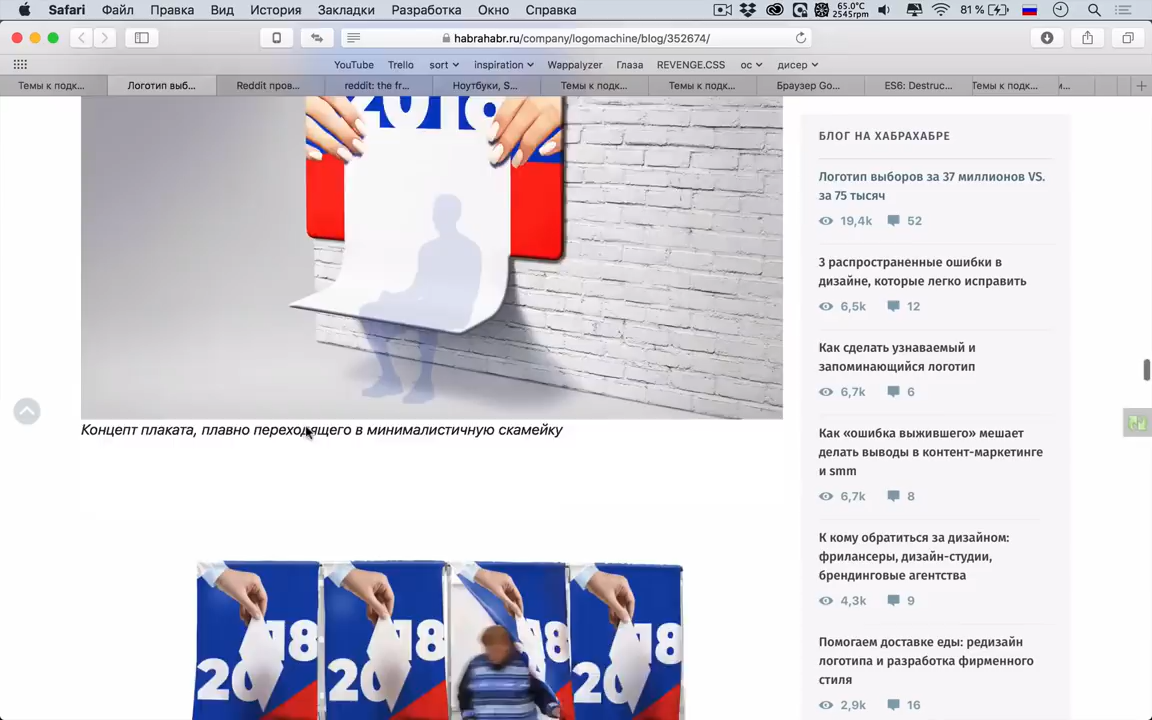 Safari Файл Правка Вид История Закладки Разработка Окно Справка 65.0°C 2545rpm 81 %
habrahabr.ru/company/logomachine/blog/352674/
YouTube Trello sort inspiration Wappalyzer Глаза REVENGE.CSS ос дисер
Темы к подк... Логотип выб... Reddit пров... reddit: the fr... Ноутбуки, S... Темы к подк... Темы к подк... Браузер Go... ES6: Destruc... Темы к подк...
2018
Концепт плаката, плавно переходящего в минималистичную скамейку
2018
2018
18
2018
БЛОГ НА ХАБРАХАБРЕ
Логотип выборов за 37 миллионов VS.
за 75 тысяч
19,4k 52
3 распространенные ошибки в
дизайне, которые легко исправить
6,5k 12
Как сделать узнаваемый и
запоминающийся логотип
6,7k 6
Как «ошибка выжившего» мешает
делать выводы в контент-маркетинге
и smm
6,7k 8
К кому обратиться за дизайном:
фрилансеры, дизайн-студии,
брендинговые агентства
4,3k 9
Помогаем доставке еды: редизайн
логотипа и разработка фирменного
стиля
2,9k 16